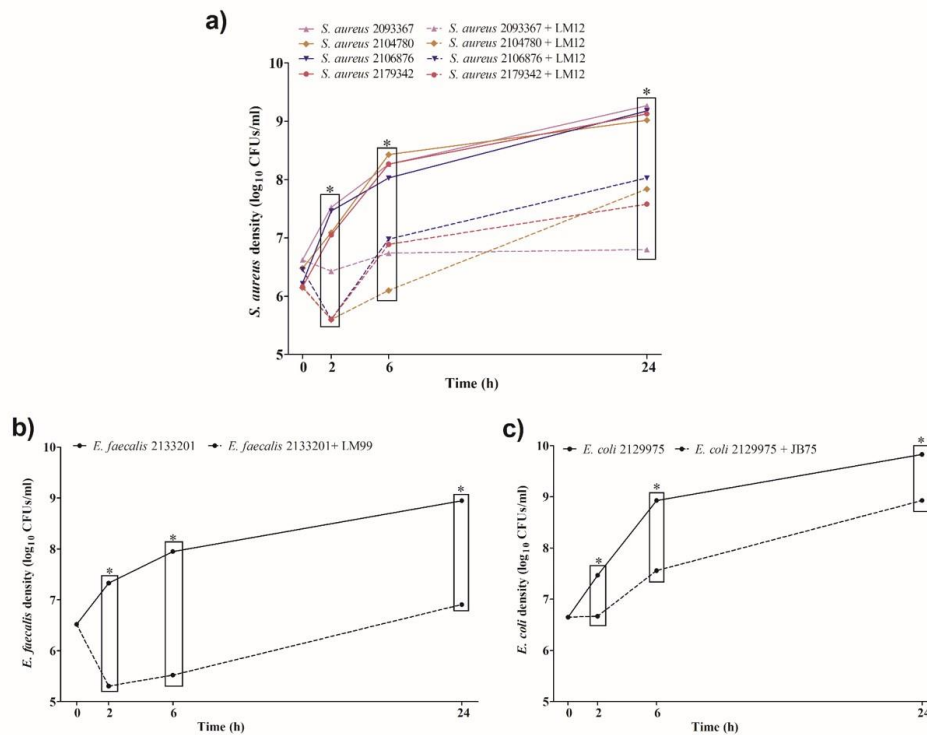 a)
S. aureus 2093367 S. aureus 2093367 + LM12
S. aureus 2104780 S. aureus 2104780 + LM12
S. aureus 2106876 S. aureus 2106876 + LM12
S. aureus 2179342 S. aureus 2179342 + LM12
S. aureus density (log10 CFUs/ml)
10
9
8
7
6
5
* * *
0 2 6 24
Time (h)
b)
E. faecalis 2133201 E. faecalis 2133201+ LM99
E. faecalis density (log10 CFUs/ml)
10
9
8
7
6
5
* * *
0 2 6 24
Time (h)
c)
E. coli 2129975 E. coli 2129975 + JB75
E. coli density (log10 CFUs/ml)
10
9
8
7
6
5
* * *
0 2 6 24
Time (h)